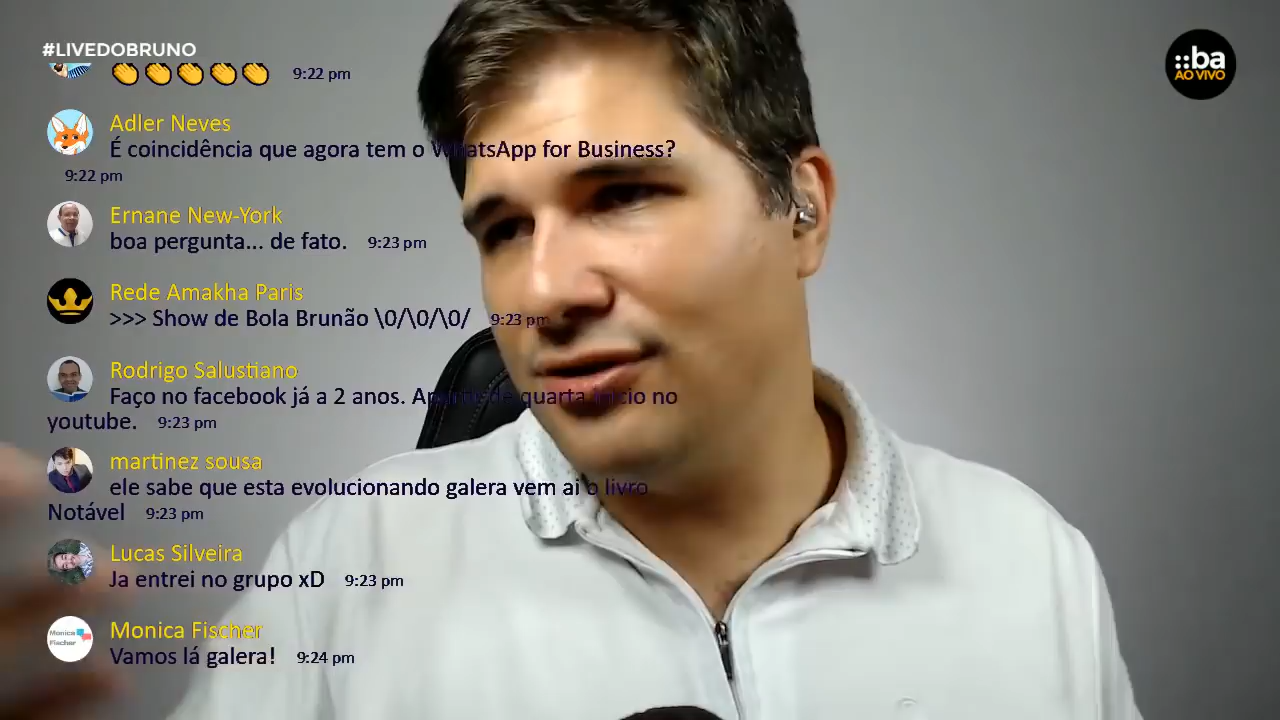 #LIVEDOBRUNO
::ba
AO VIVO
👏👏👏👏👏 9:22 pm
Adler Neves
É coincidência que agora tem o WhatsApp for Business?
9:22 pm
Ernane New-York
boa pergunta... de fato. 9:23 pm
Rede Amakha Paris
>>> Show de Bola Brunão \0/\0/\0/ 9:23 pm
Rodrigo Salustiano
Faço no facebook já a 2 anos. de quarta no
youtube. 9:23 pm
martinez sousa
ele sabe que esta evolucionando galera vem ai o livro
Notável 9:23 pm
Lucas Silveira
Ja entrei no grupo xD 9:23 pm
Monica
Fischer
Monica Fischer
Vamos lá galera! 9:24 pm